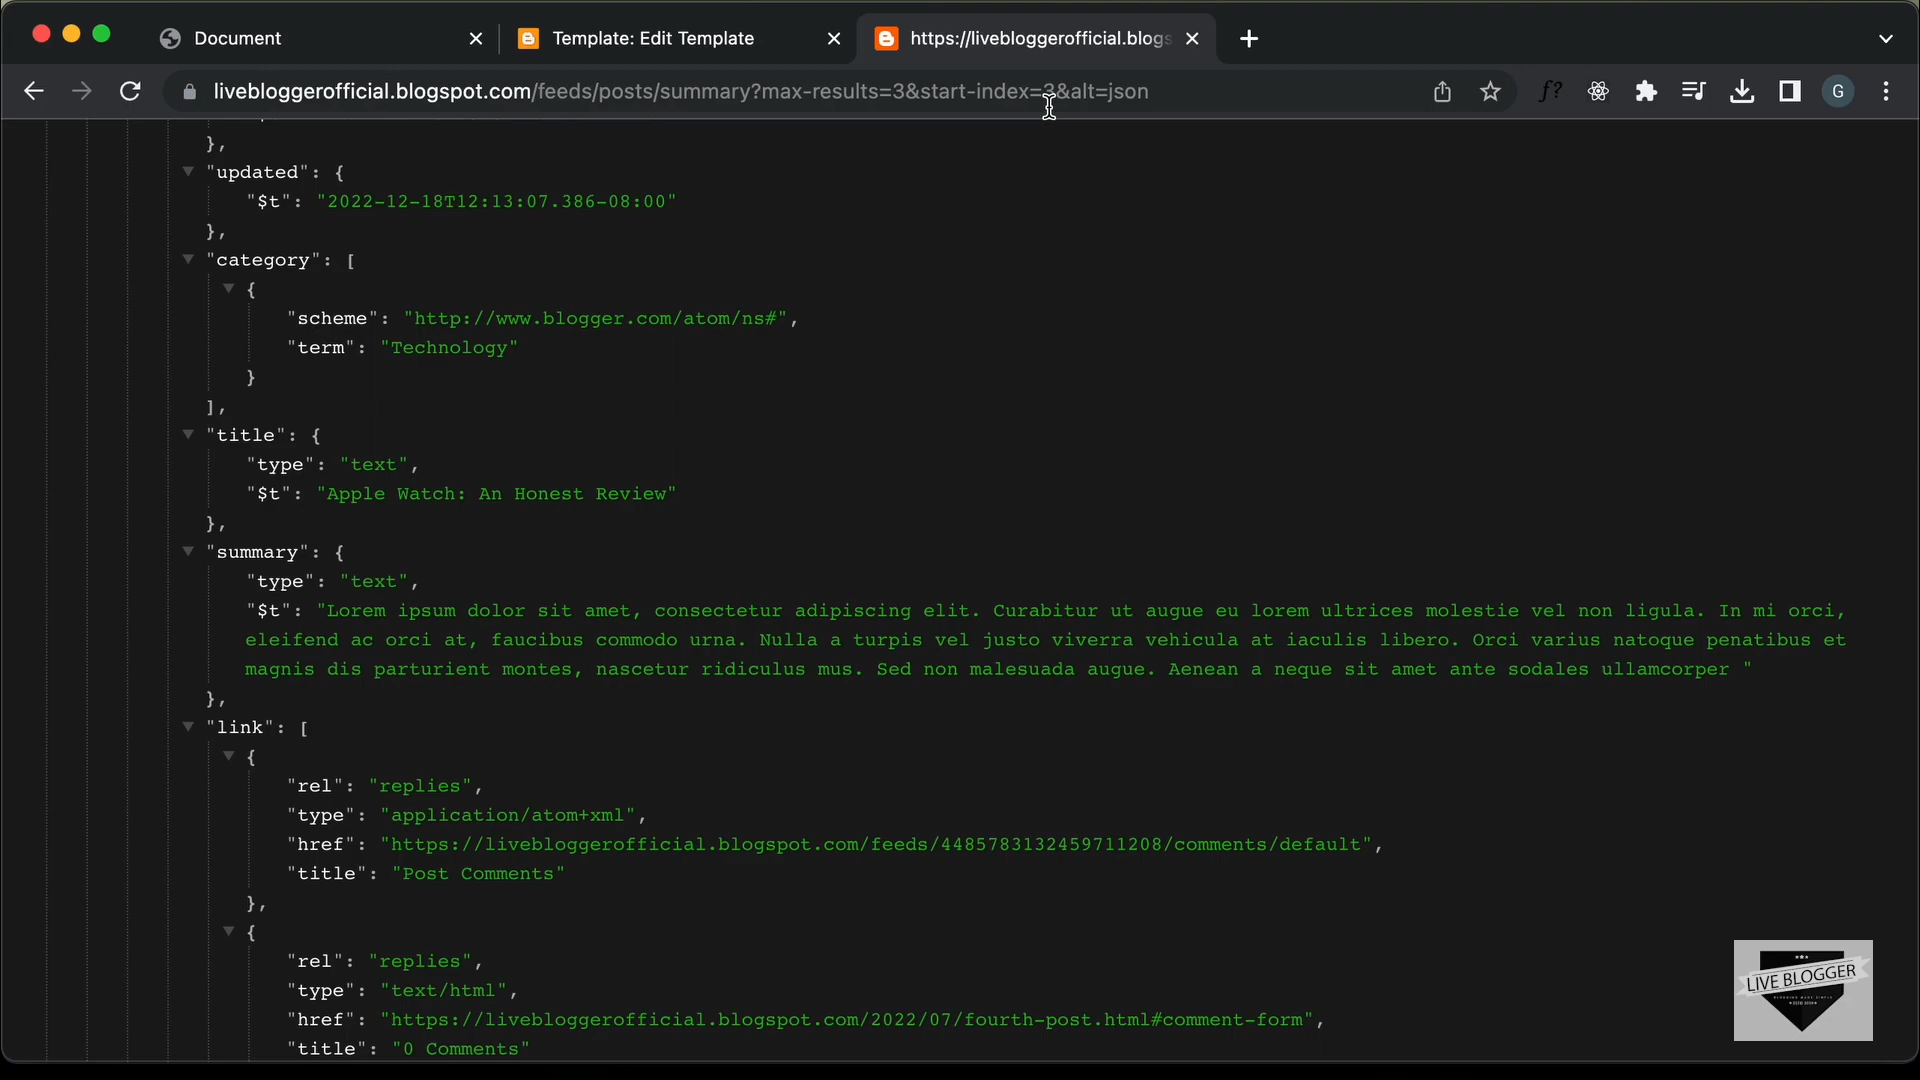 Document
Template: Edit Template
https://livebloggerofficial.blogs
livebloggerofficial.blogspot.com/feeds/posts/summary?max-results=3&start-index=3&alt=json
G
},
"updated": {
"$t": "2022-12-18T12:13:07.386-08:00"
},
"category": [
{
"scheme": "http://www.blogger.com/atom/ns#",
"term": "Technology"
}
],
"title": {
"type": "text",
"$t": "Apple Watch: An Honest Review"
},
"summary": {
"type": "text",
"$t": "Lorem ipsum dolor sit amet, consectetur adipiscing elit. Curabitur ut augue eu lorem ultrices molestie vel non ligula. In mi orci,
eleifend ac orci at, faucibus commodo urna. Nulla a turpis vel justo viverra vehicula at iaculis libero. Orci varius natoque penatibus et
magnis dis parturient montes, nascetur ridiculus mus. Sed non malesuada augue. Aenean a neque sit amet ante sodales ullamcorper "
},
"link": [
{
"rel": "replies",
"type": "application/atom+xml",
"href": "https://livebloggerofficial.blogspot.com/feeds/4485783132459711208/comments/default",
"title": "Post Comments"
},
{
"rel": "replies",
"type": "text/html",
"href": "https://livebloggerofficial.blogspot.com/2022/07/fourth-post.html#comment-form",
"title": "0 Comments"
LIVE BLOGGER